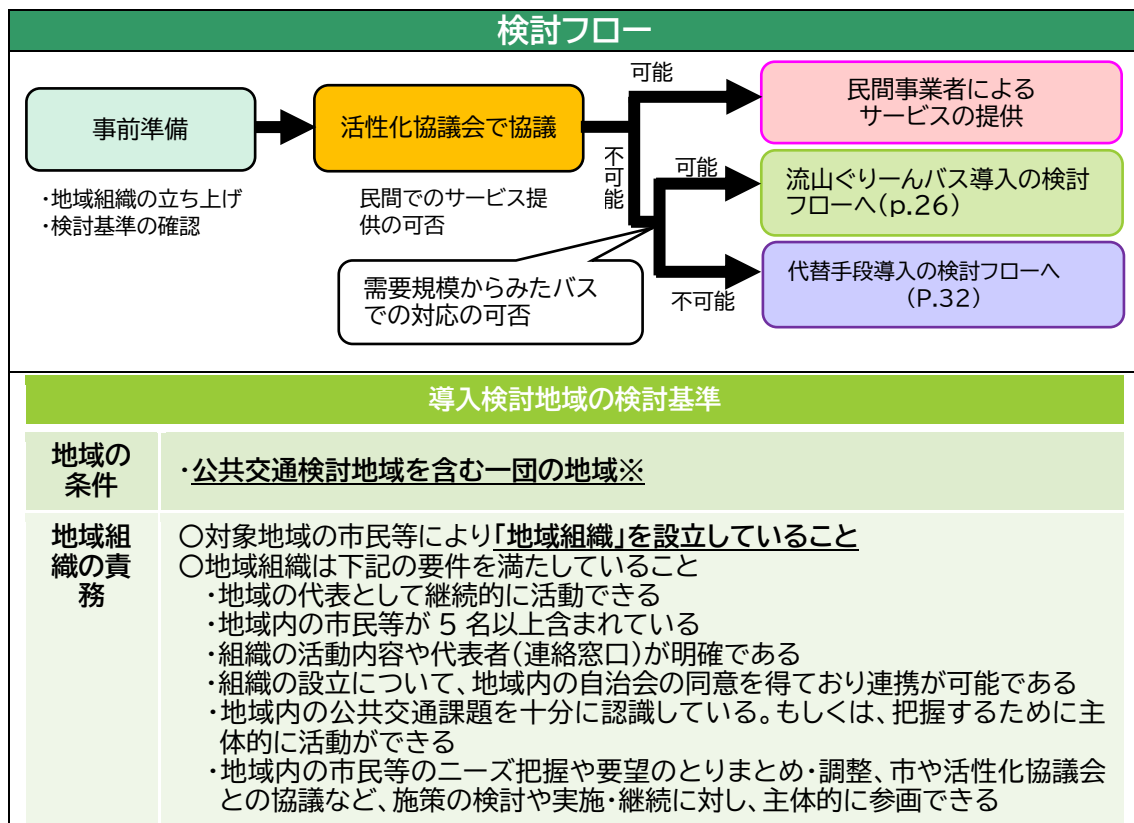 検討フロー
事前準備
・地域組織の立ち上げ
・検討基準の確認
活性化協議会で協議
民間でのサービス提
供の可否
可能
不可能
民間事業者による
サービスの提供
需要規模からみたバス
での対応の可否
可能
流山ぐりーんバス導入の検討
フローへ(p.26)
不可能
代替手段導入の検討フローへ
(P.32)
導入検討地域の検討基準
地域の
条件
・公共交通検討地域を含む一団の地域※
地域組
織の責
務
〇対象地域の市民等により「地域組織」を設立していること
〇地域組織は下記の要件を満たしていること
・地域の代表として継続的に活動できる
・地域内の市民等が 5 名以上含まれている
・組織の活動内容や代表者(連絡窓口)が明確である
・組織の設立について、地域内の自治会の同意を得ており連携が可能である
・地域内の公共交通課題を十分に認識している。もしくは、把握するために主
体的に活動ができる
・地域内の市民等のニーズ把握や要望のとりまとめ・調整、市や活性化協議会
との協議など、施策の検討や実施・継続に対し、主体的に参画できる